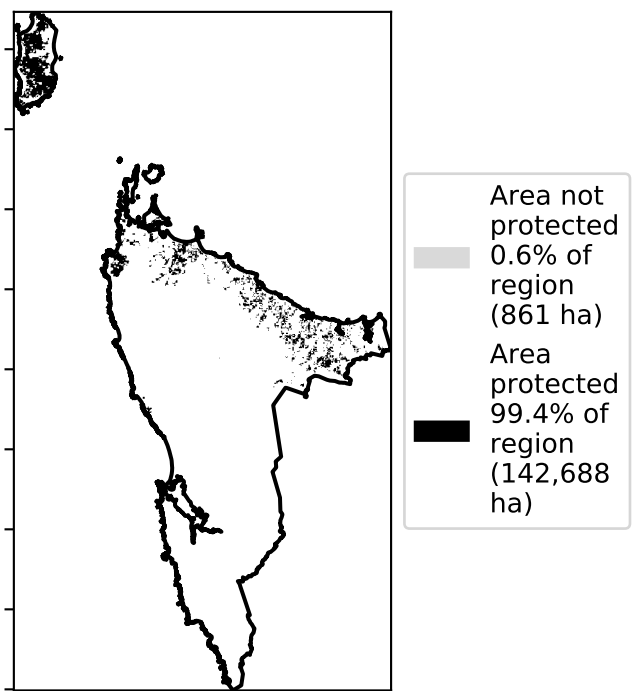 Area not
protected
0.6% of
region
(861 ha)
Area
protected
99.4% of
region
(142,688
ha)